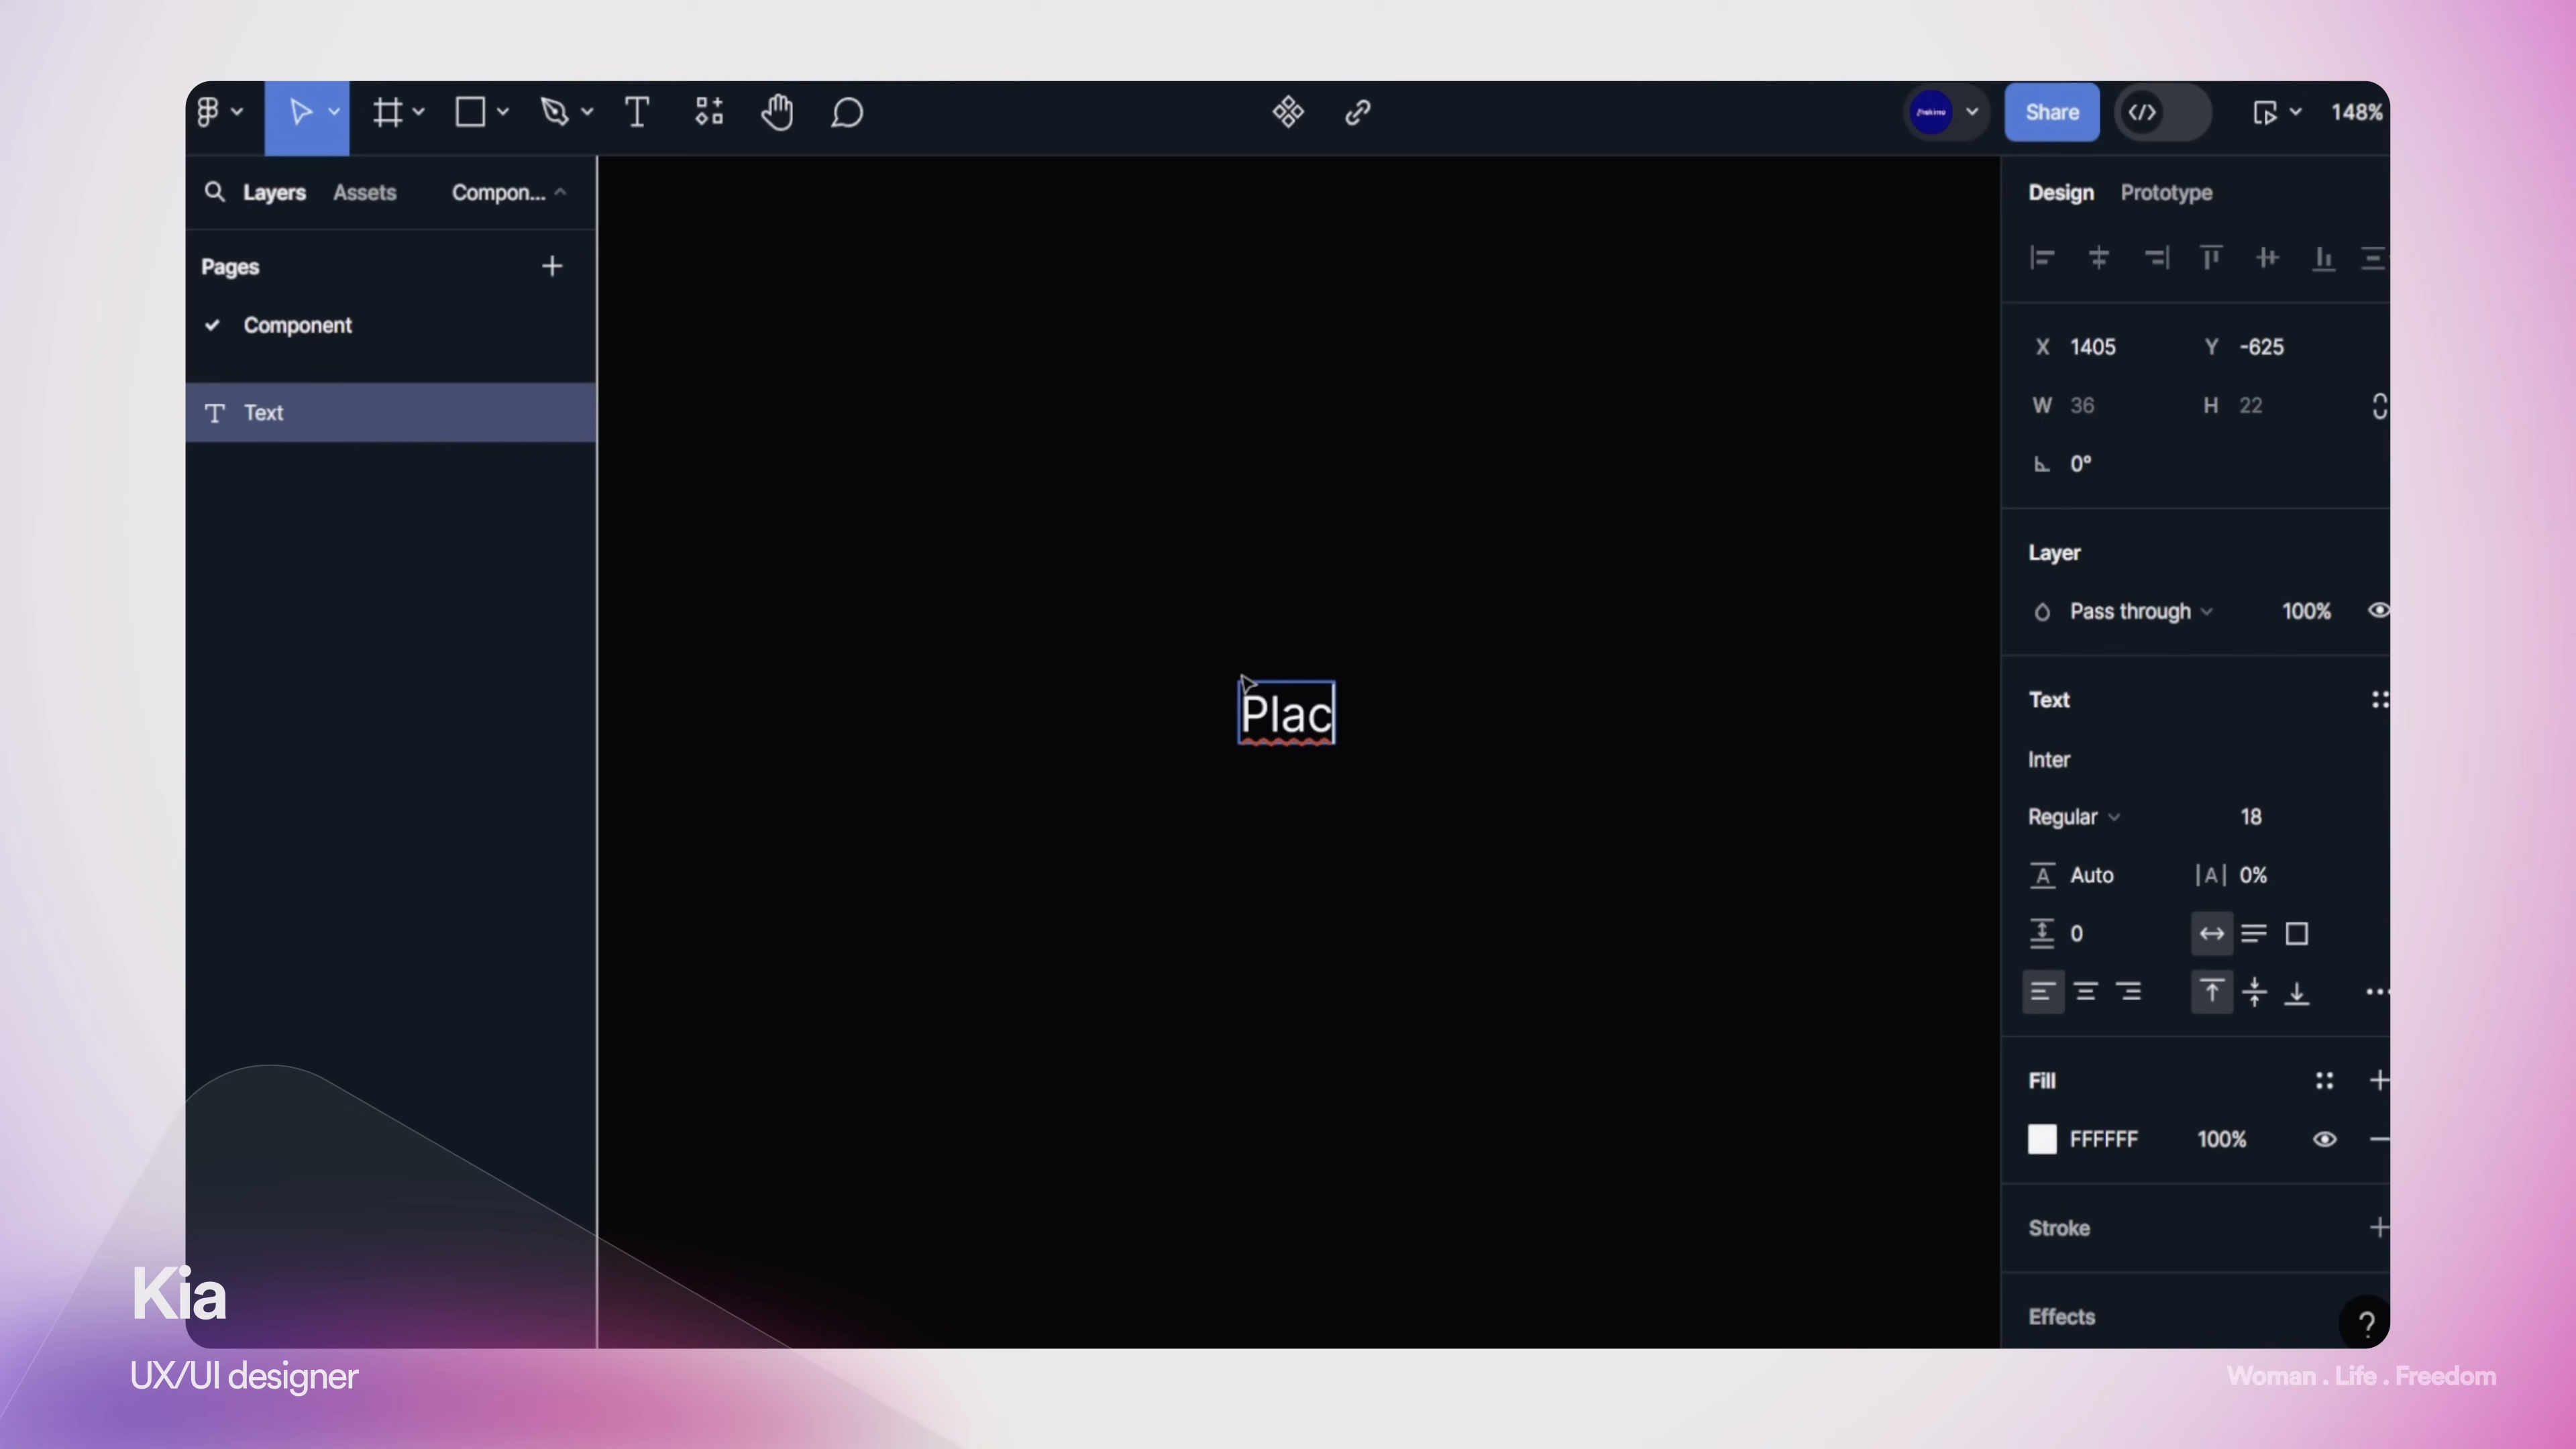 Share
148%
Layers Assets Compon...
Design Prototype
Pages
Component
X 1405 Y -625
W 36 H 22
0°
Text
Layer
Pass through 100%
Plac
Text
Inter
Regular 18
A Auto |A| 0%
0
Fill
FFFFFF 100%
Stroke
Effects
?
Kia
UX/UI designer
Woman . Life . Freedom